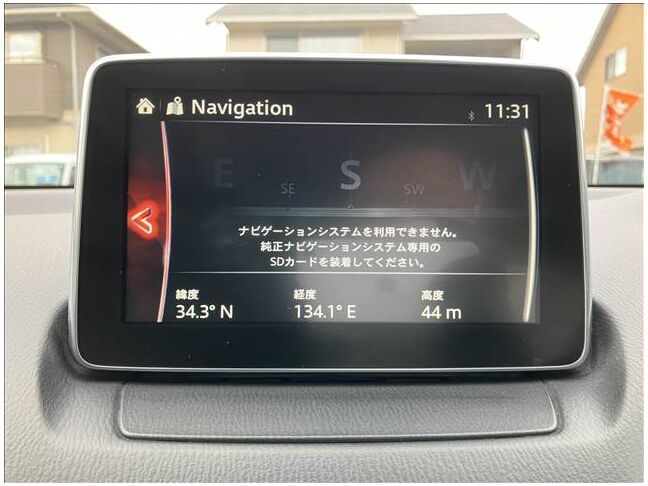 Navigation
11:31
E S W
SE SW
ナビゲーションシステムを利用できません。
純正ナビゲーションシステム専用の
SDカードを装着してください。
緯度 経度 高度
34.3° N 134.1° E 44 m